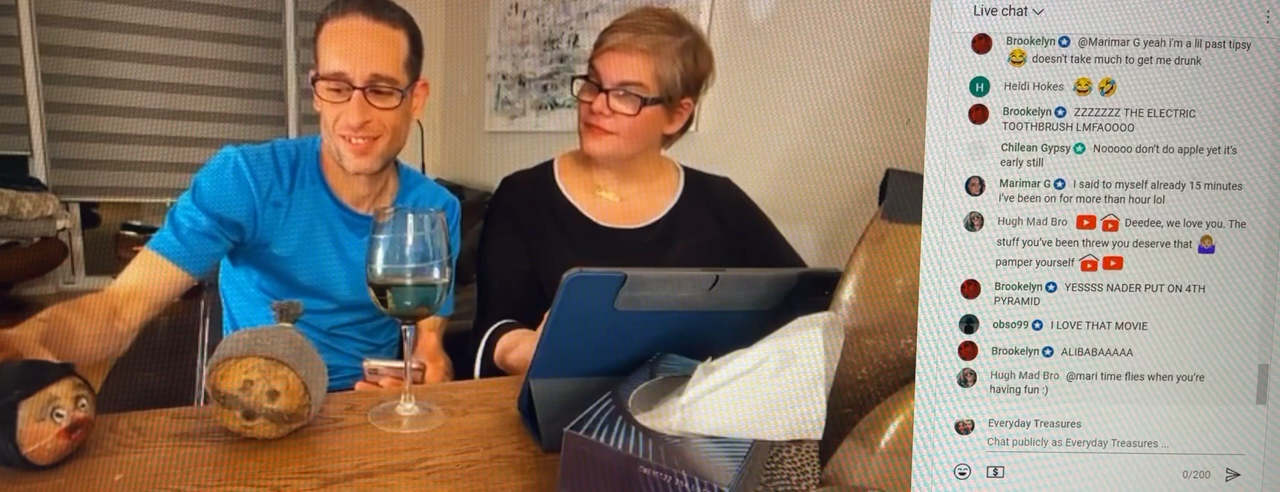 Live chat
Brookelyn @Marimar G yeah i'm a lil past tipsy
😂 doesn't take much to get me drunk
H Heidi Hokes 😂 🤣
Brookelyn ZZZZZZZ THE ELECTRIC
TOOTHBRUSH LMFAOOOO
Chilean Gypsy Nooooo don't do apple yet it's
early still
Marimar G I said to myself already 15 minutes
i've been on for more than hour lol
Hugh Mad Bro Deedee, we love you. The
stuff you've been threw you deserve that
pamper yourself
Brookelyn YESSSS NADER PUT ON 4TH
PYRAMID
obso99 I LOVE THAT MOVIE
Brookelyn ALIBABAAAAA
Hugh Mad Bro @mari time flies when you're
having fun :)
Everyday Treasures
Chat publicly as Everyday Treasures ...
0/200